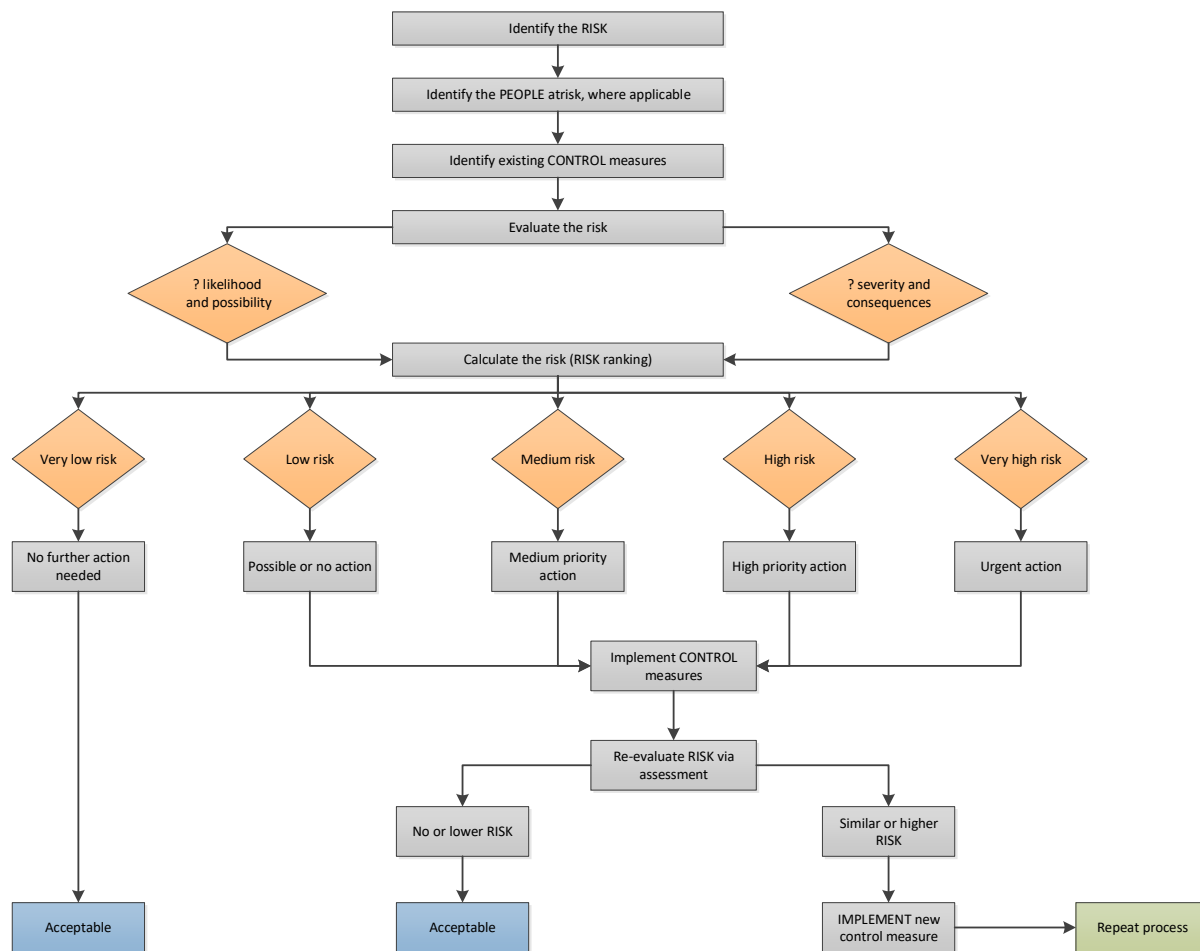 Identify the RISK
Identify the PEOPLE atrisk, where applicable
Identify existing CONTROL measures
Evaluate the risk
? likelihood
and possibility
? severity and
consequences
Calculate the risk (RISK ranking)
Very low risk
Low risk
Medium risk
High risk
Very high risk
No further action
needed
Possible or no action
Medium priority
action
High priority action
Urgent action
Implement CONTROL
measures
Re-evaluate RISK via
assessment
No or lower RISK
Similar or higher
RISK
Acceptable
Acceptable
IMPLEMENT new
control measure
Repeat process